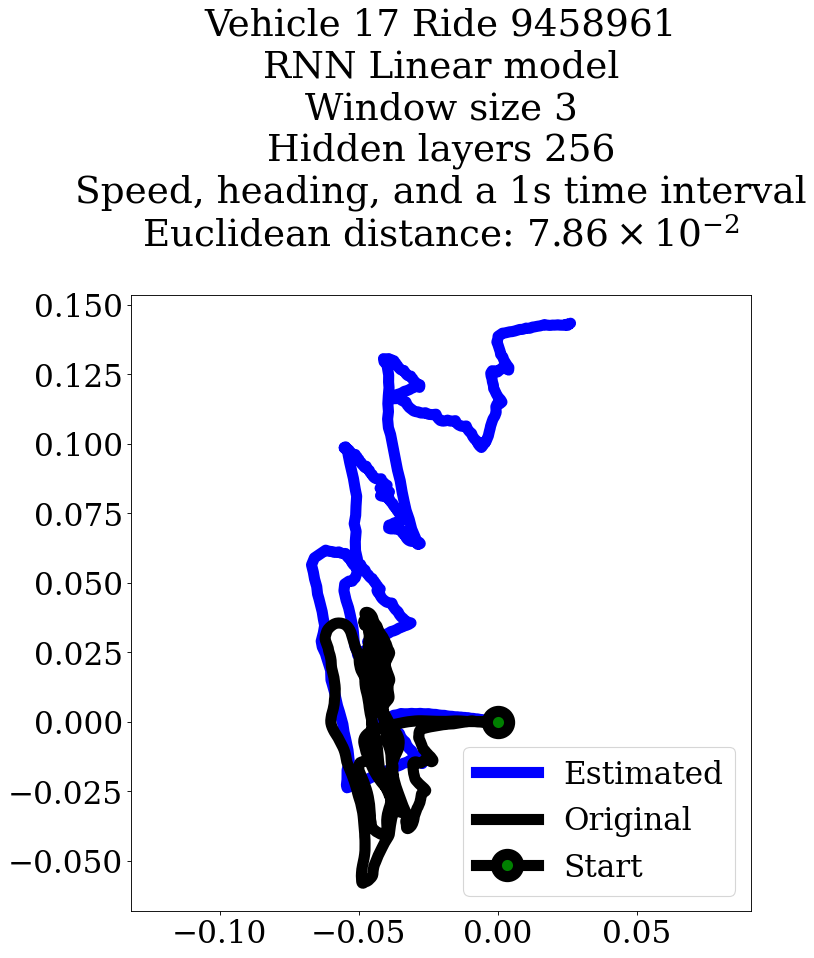 Vehicle 17 Ride 9458961
RNN Linear model
Window size 3
Hidden layers 256
Speed, heading, and a 1s time interval
Euclidean distance: 7.86 × 10⁻²
0.150
0.125
0.100
0.075
0.050
0.025
0.000
−0.025
−0.050
Estimated
Original
Start
−0.10
−0.05
0.00
0.05